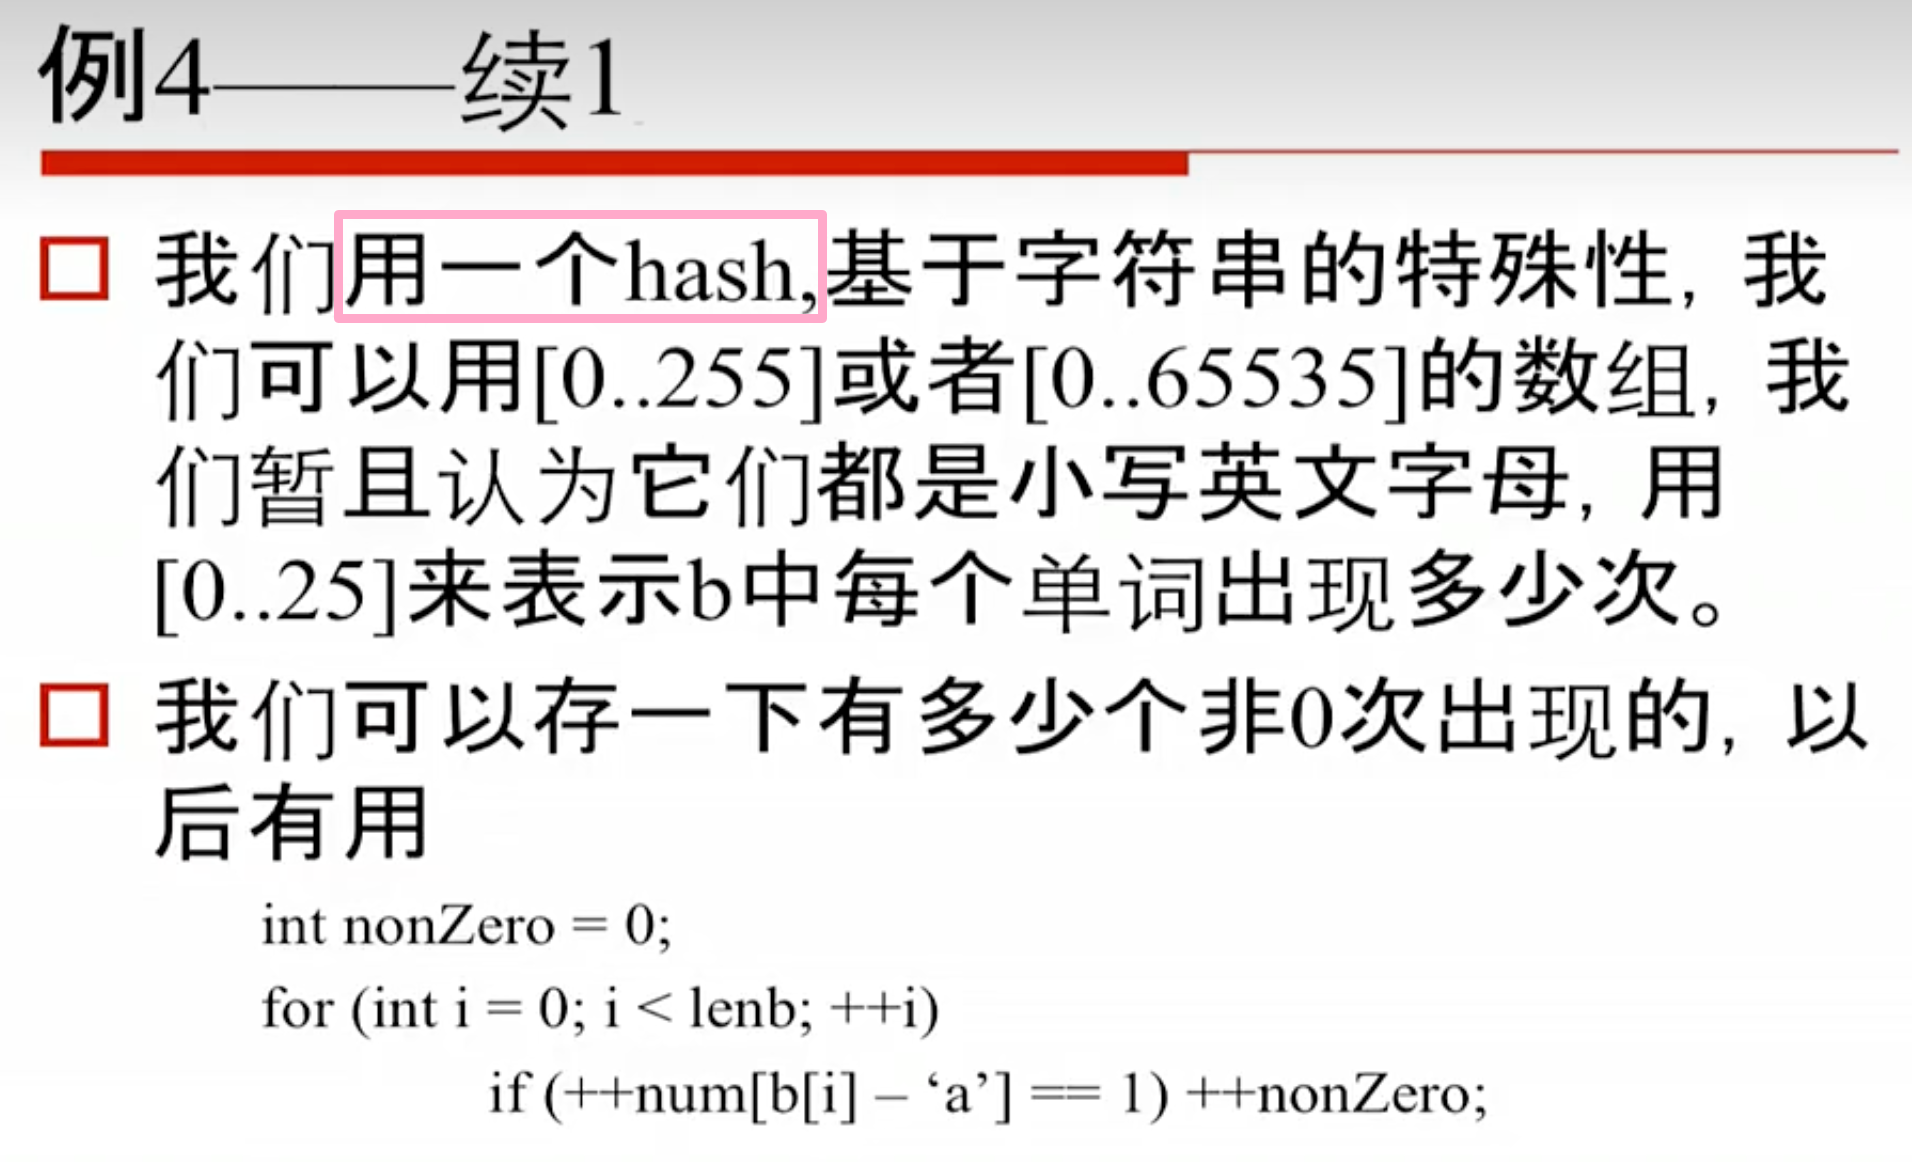 例4——续1
我们用一个hash,基于字符串的特殊性, 我
们可以用[0..255]或者[0..65535]的数组, 我
们暂且认为它们都是小写英文字母, 用
[0..25]来表示b中每个单词出现多少次。
我们可以存一下有多少个非0次出现的, 以
后有用
int nonZero = 0;
for (int i = 0; i < lenb; ++i)
if (++num[b[i] – ‘a’] == 1) ++nonZero;